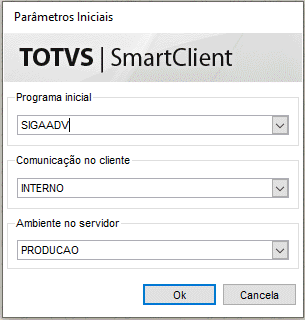 Parâmetros Iniciais
TOTVS | SmartClient
Programa inicial
SIGAADV
Comunicação no cliente
INTERNO
Ambiente no servidor
PRODUCAO
Ok
Cancela